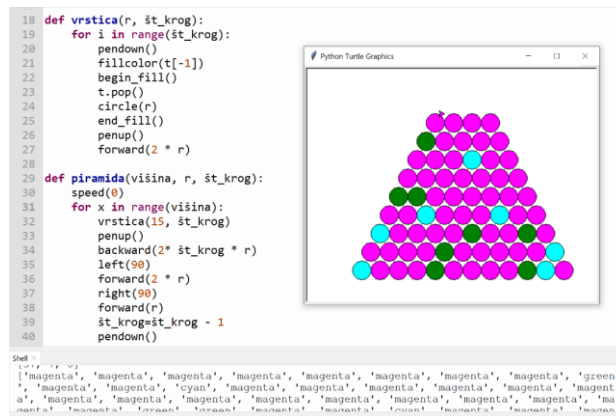 18 def vrstica(r, št_krog):
19 for i in range(št_krog):
20 pendown()
21 fillcolor(t[-1])
22 begin_fill()
23 t.pop()
24 circle(r)
25 end_fill()
26 penup()
27 forward(2 * r)
28
29 def piramida(višina, r, št_krog):
30 speed(0)
31 for x in range(višina):
32 vrstica(15, št_krog)
33 penup()
34 backward(2* št_krog * r)
35 left(90)
36 forward(2 * r)
37 right(90)
38 forward(r)
39 št_krog=št_krog - 1
40 pendown()
Python Turtle Graphics
Shell
['magenta', 'magenta', 'magenta', 'magenta', 'magenta', 'magenta', 'magenta', 'magenta', 'green
', 'magenta', 'magenta', 'cyan', 'magenta', 'magenta', 'magenta', 'magenta', 'magenta', 'magent
a', 'magenta', 'magenta', 'magenta', 'magenta', 'magenta', 'magenta', 'magenta', 'magenta', 'ma